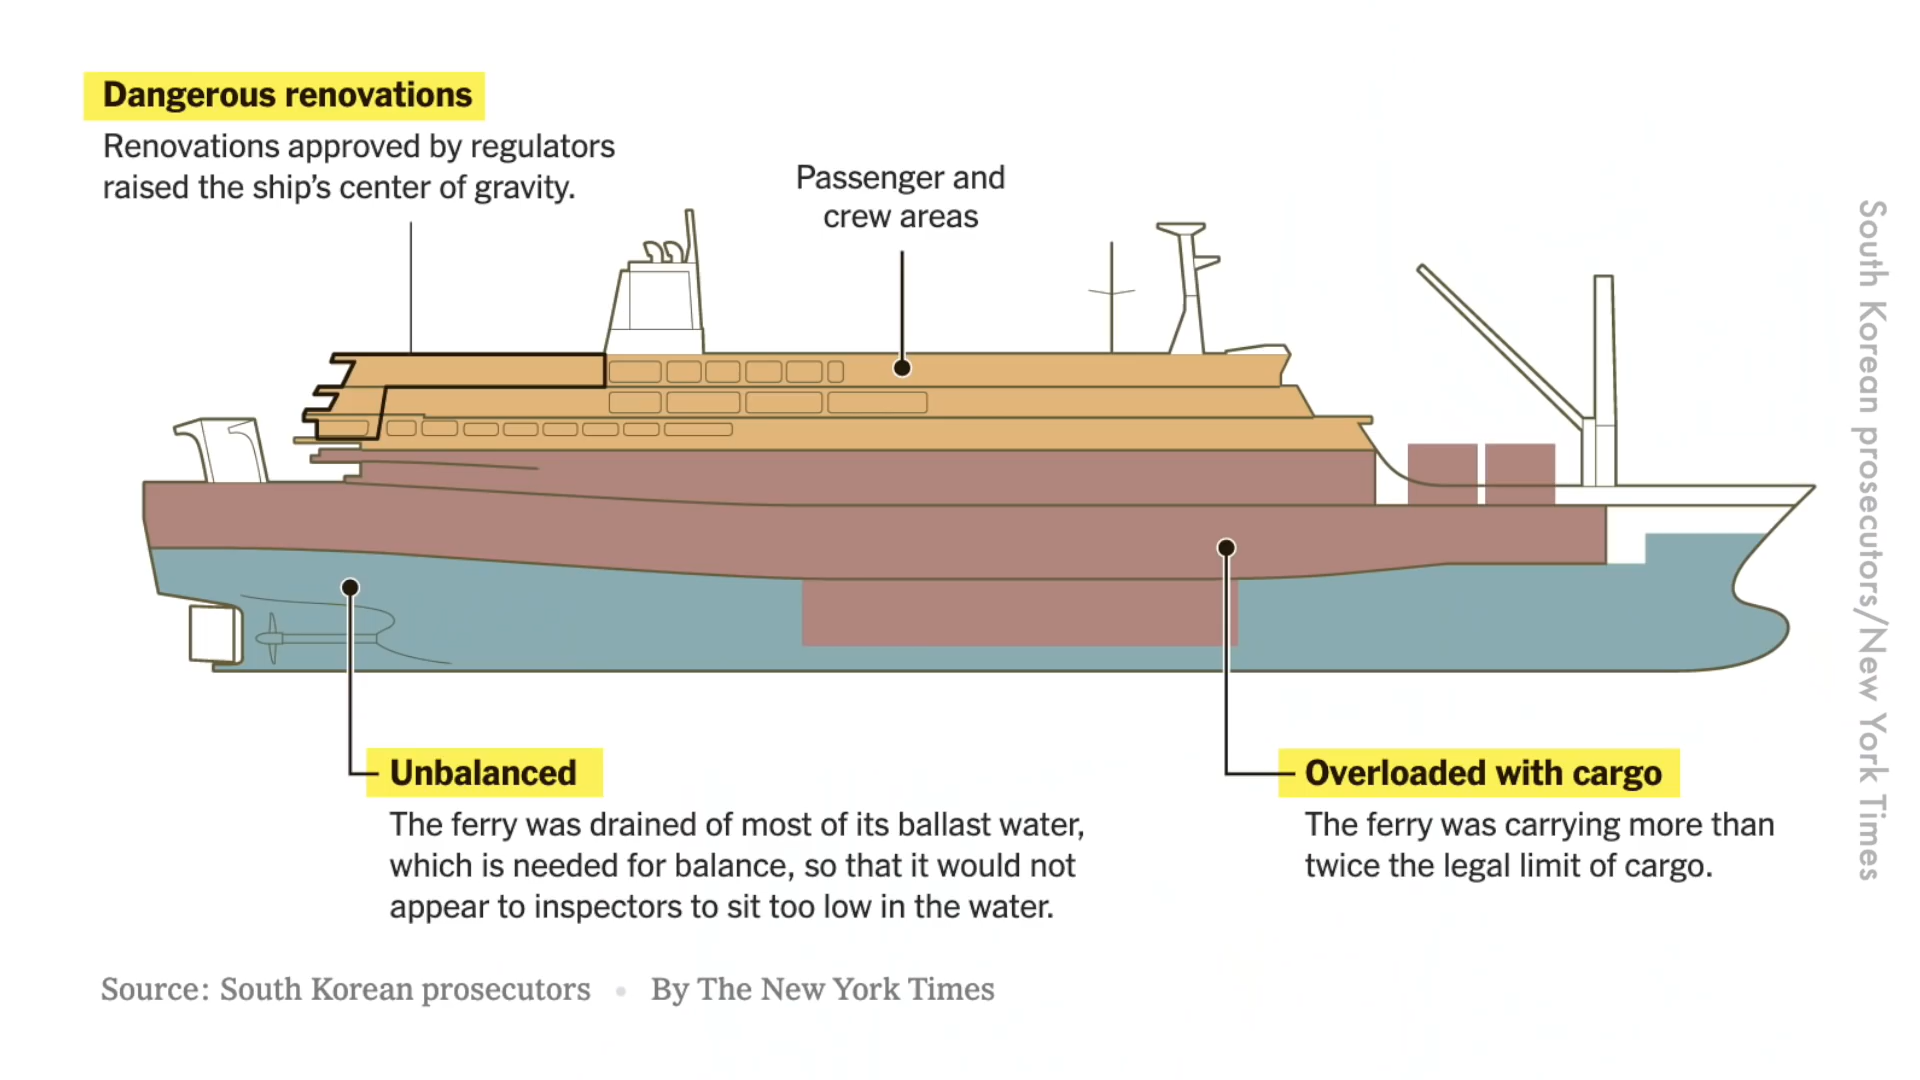 Dangerous renovations
Renovations approved by regulators
raised the ship’s center of gravity.
Passenger and
crew areas
Unbalanced
The ferry was drained of most of its ballast water,
which is needed for balance, so that it would not
appear to inspectors to sit too low in the water.
Overloaded with cargo
The ferry was carrying more than
twice the legal limit of cargo.
Source: South Korean prosecutors • By The New York Times
South Korean prosecutors/New York Times